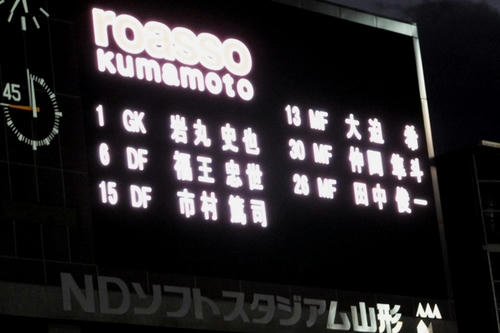 roasso
kumamoto
1 GK 岩丸 史也
6 DF 福王 忠世
15 DF 市村 篤司
13 MF 大迫 希
30 MF 仲間 隼斗
28 MF 田中 俊一
45
NDソフトスタジアム山形